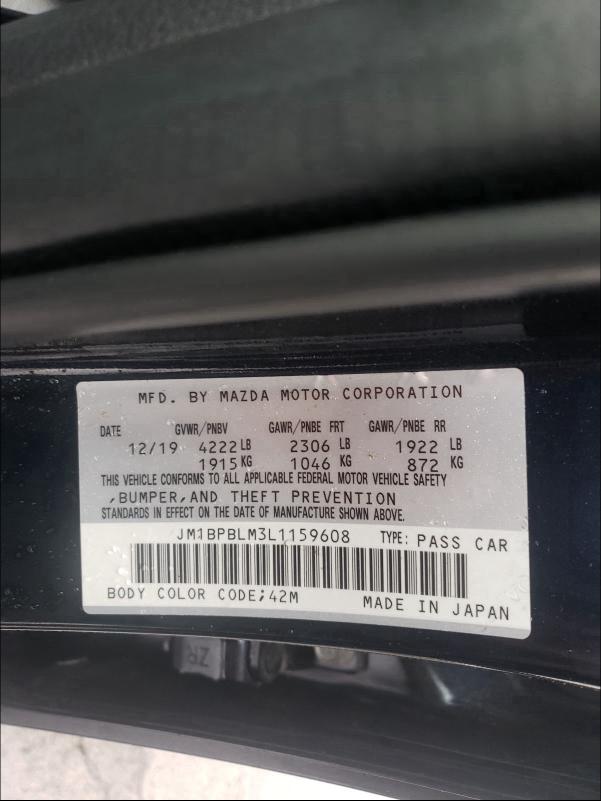 MFD. BY MAZDA MOTOR CORPORATION
DATE GVWR/PNBV GAWR/PNBE FRT GAWR/PNBE RR
12/19 4222 LB 2306 LB 1922 LB
1915 KG 1046 KG 872 KG
THIS VEHICLE CONFORMS TO ALL APPLICABLE FEDERAL MOTOR VEHICLE SAFETY
,BUMPER,AND THEFT PREVENTION
STANDARDS IN EFFECT ON THE DATE OF MANUFACTURE SHOWN ABOVE.
JM1BPBLM3L1159608 TYPE: PASS CAR
BODY COLOR CODE;42M MADE IN JAPAN
ZR